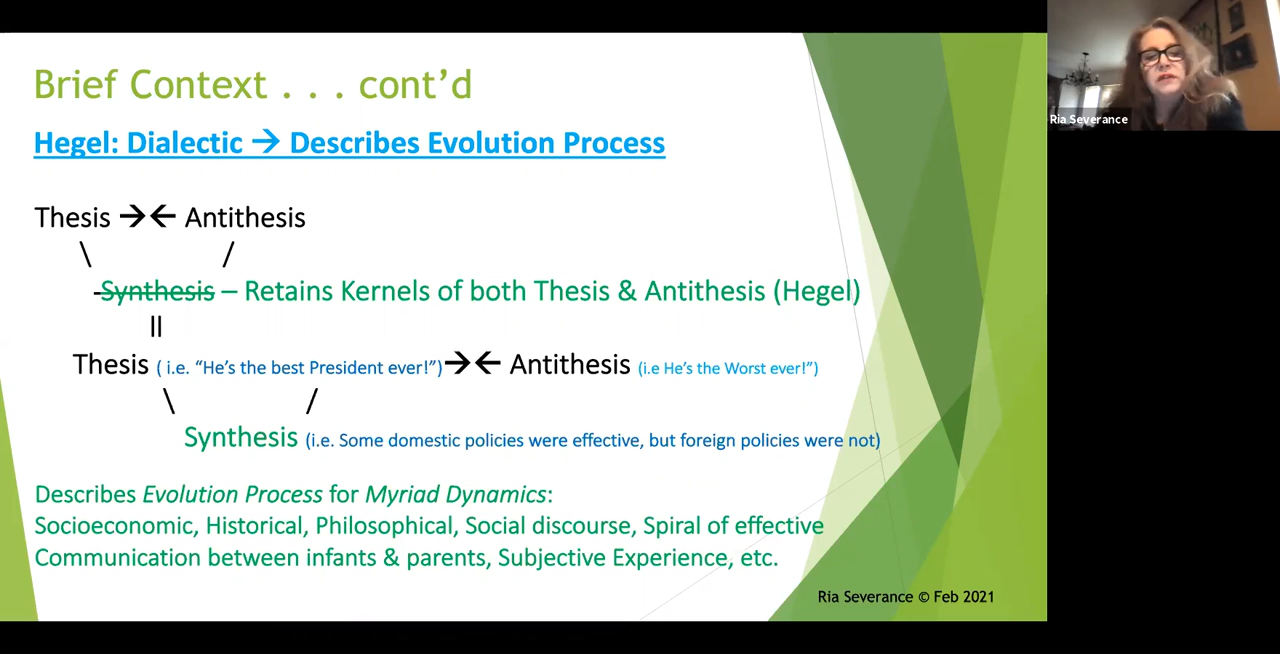 Brief Context . . . cont’d
Hegel: Dialectic → Describes Evolution Process
Thesis →← Antithesis
\ /
-Synthesis – Retains Kernels of both Thesis & Antithesis (Hegel)
||
Thesis ( i.e. “He’s the best President ever!”)→← Antithesis (i.e He’s the Worst ever!”)
\ /
Synthesis (i.e. Some domestic policies were effective, but foreign policies were not)
Describes Evolution Process for Myriad Dynamics:
Socioeconomic, Historical, Philosophical, Social discourse, Spiral of effective
Communication between infants & parents, Subjective Experience, etc.
Ria Severance © Feb 2021
Ria Severance